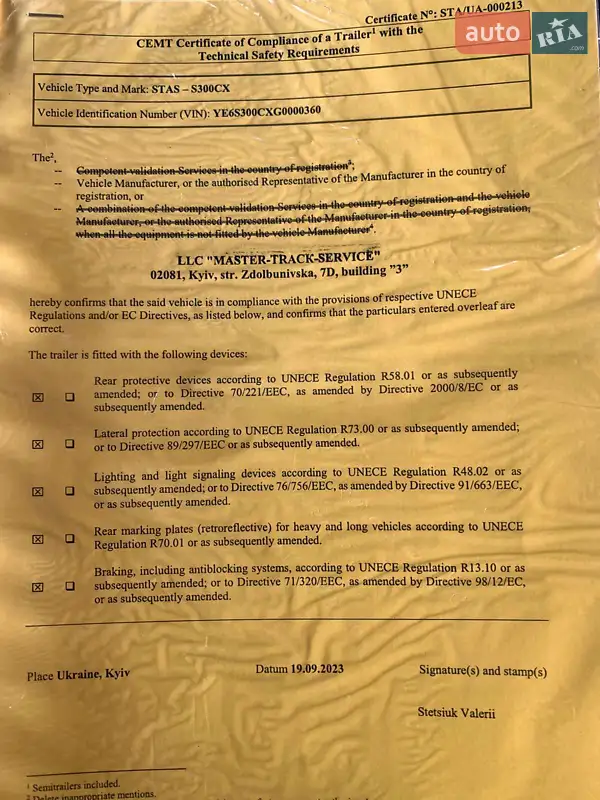 Certificate N°: STA/UA-000213
auto RIA .com
CEMT Certificate of Compliance of a Trailer¹ with the
Technical Safety Requirements
Vehicle Type and Mark: STAS – S300CX
Vehicle Identification Number (VIN): YE6S300CXG0000360
The²,
-- Competent validation Services in the country of registration³;
-- Vehicle Manufacturer, or the authorised Representative of the Manufacturer in the country of
registration, or
-- A combination of the competent validation Services in the country of registration and the vehicle
Manufacturer, or the authorised Representative of the Manufacturer in the country of registration,
when all the equipment is not fitted by the vehicle Manufacturer⁴.
LLC "MASTER-TRACK-SERVICE"
02081, Kyiv, str. Zdolbunivska, 7D, building ”3”
hereby confirms that the said vehicle is in compliance with the provisions of respective UNECE
Regulations and/or EC Directives, as listed below, and confirms that the particulars entered overleaf are
correct.
The trailer is fitted with the following devices:
Rear protective devices according to UNECE Regulation R58.01 or as subsequently
☒ ☐ amended; or to Directive 70/221/EEC, as amended by Directive 2000/8/EC or as
subsequently amended.
Lateral protection according to UNECE Regulation R73.00 or as subsequently amended;
☒ ☐ or to Directive 89/297/EEC or as subsequently amended.
Lighting and light signaling devices according to UNECE Regulation R48.02 or as
☒ ☐ subsequently amended; or to Directive 76/756/EEC, as amended by Directive 91/663/EEC,
or as subsequently amended.
Rear marking plates (retroreflective) for heavy and long vehicles according to UNECE
☒ ☐ Regulation R70.01 or as subsequently amended.
Braking, including antiblocking systems, according to UNECE Regulation R13.10 or as
☒ ☐ subsequently amended; or to Directive 71/320/EEC, as amended by Directive 98/12/EC,
or as subsequently amended.
Place Ukraine, Kyiv Datum 19.09.2023 Signature(s) and stamp(s)
Stetsiuk Valerii
¹ Semitrailers included.
² Delete inappropriate mentions.